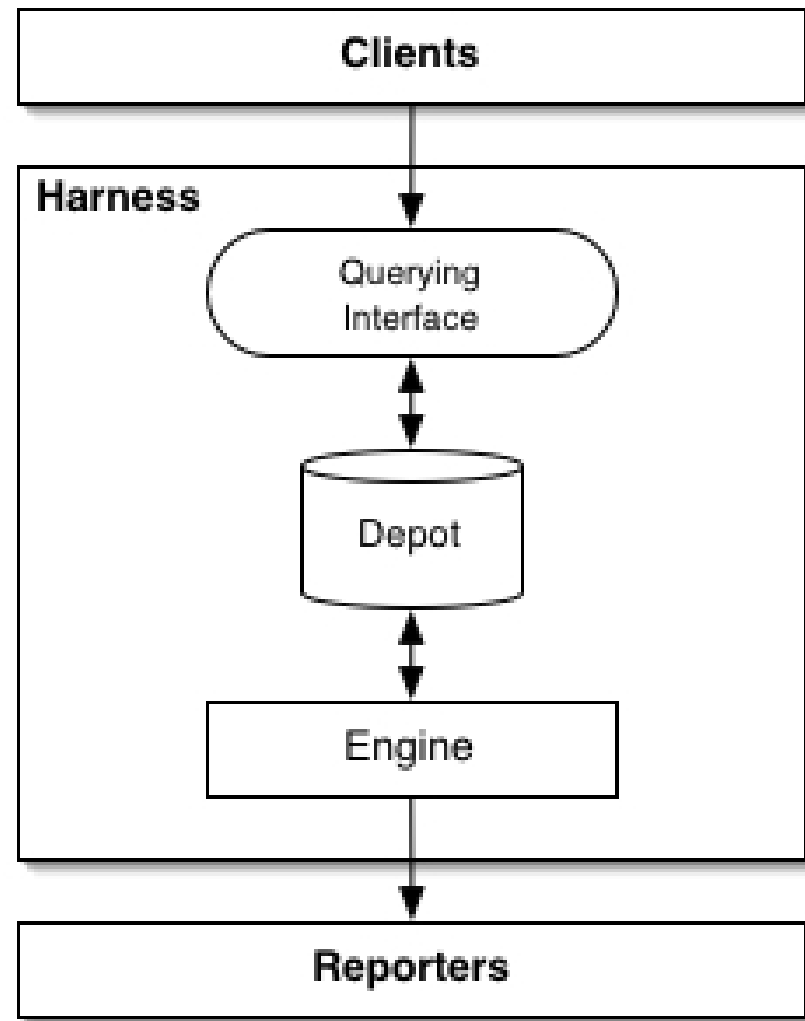 Clients
Harness
Querying
Interface
Depot
Engine
Reporters